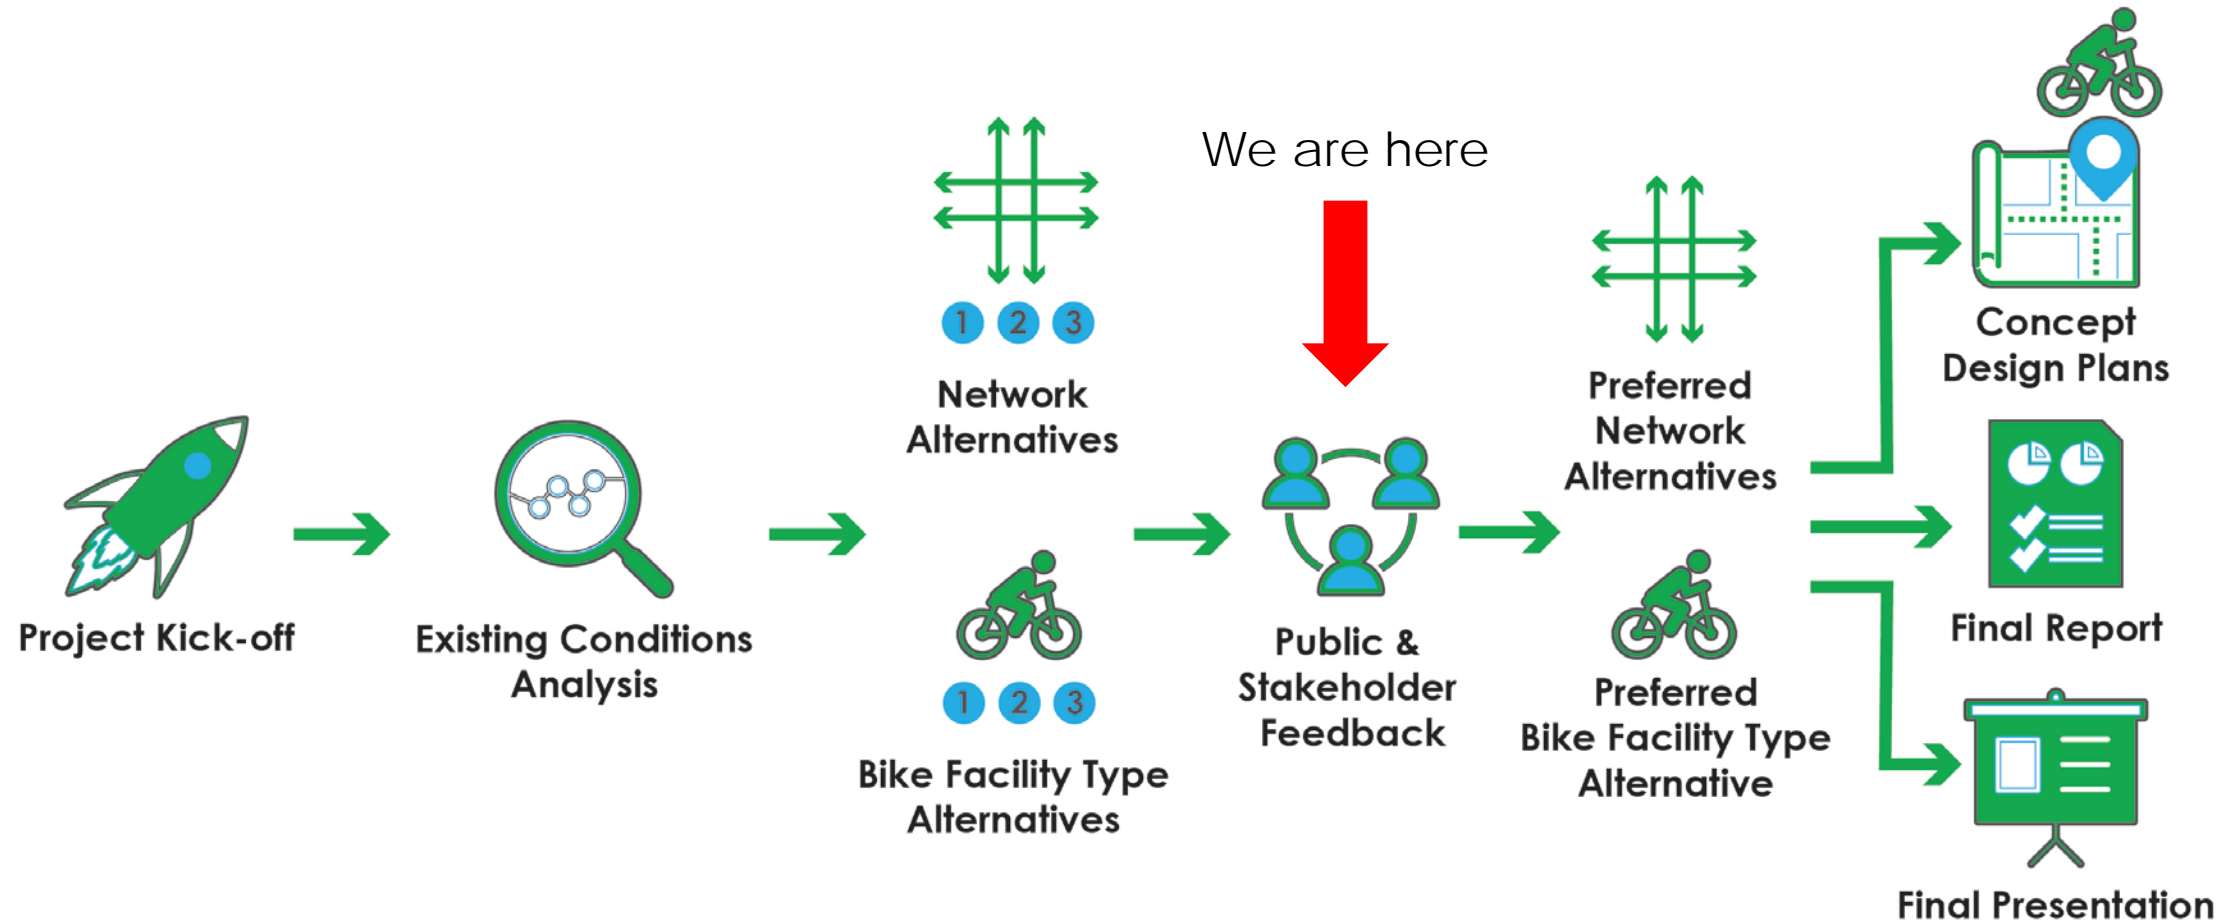 Project Kick-off
Existing Conditions
Analysis
1 2 3
Network
Alternatives
1 2 3
Bike Facility Type
Alternatives
We are here
Public &
Stakeholder
Feedback
Preferred
Network
Alternatives
Preferred
Bike Facility Type
Alternative
Concept
Design Plans
Final Report
Final Presentation